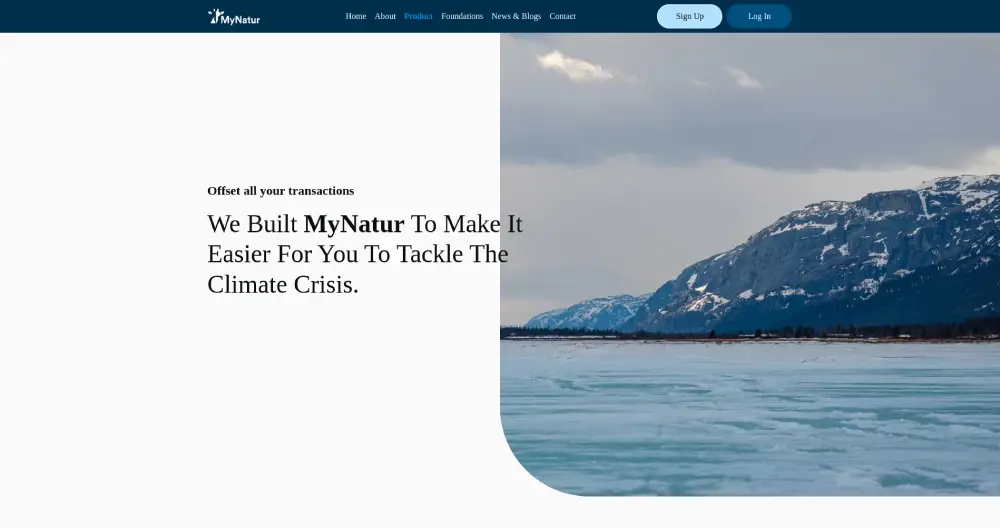 MyNatur
Home About Product Foundations News & Blogs Contact
Sign Up
Log In
Offset all your transactions
We Built MyNatur To Make It
Easier For You To Tackle The
Climate Crisis.